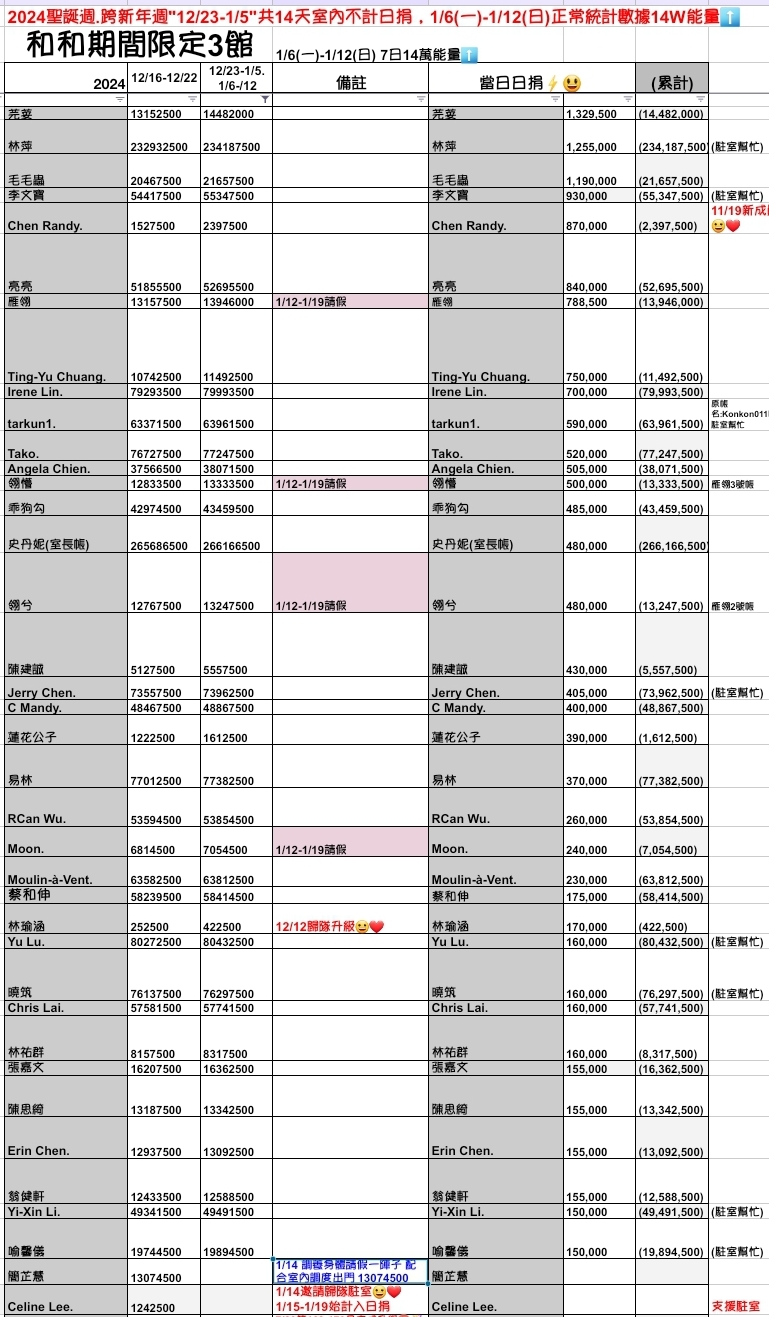 2024聖誕週.跨新年週"12/23-1/5"共14天室內不計日捐，1/6(一)-1/12(日)正常統計數據14W能量⬆️
和和期間限定3館 1/6(一)-1/12(日) 7日14萬能量⬆️
2024 12/16-12/22 12/23-1/5. 1/6-/12 備註 當日日捐⚡😃 (累計)
芫荽 13152500 14482000 芫荽 1,329,500 (14,482,000)
林萍 232932500 234187500 林萍 1,255,000 (234,187,500) (駐室幫忙)
毛毛蟲 20467500 21657500 毛毛蟲 1,190,000 (21,657,500)
李文寶 54417500 55347500 李文寶 930,000 (55,347,500) (駐室幫忙)
11/19新成
Chen Randy. 1527500 2397500 Chen Randy. 870,000 (2,397,500) 😀❤️
亮亮 51855500 52695500 亮亮 840,000 (52,695,500)
雁翎 13157500 13946000 1/12-1/19請假 雁翎 788,500 (13,946,000)
Ting-Yu Chuang. 10742500 11492500 Ting-Yu Chuang. 750,000 (11,492,500)
Irene Lin. 79293500 79993500 Irene Lin. 700,000 (79,993,500)
原帳
名:Konkon011
tarkun1. 63371500 63961500 tarkun1. 590,000 (63,961,500) 駐室幫忙
Tako. 76727500 77247500 Tako. 520,000 (77,247,500)
Angela Chien. 37566500 38071500 Angela Chien. 505,000 (38,071,500)
翎懺 12833500 13333500 1/12-1/19請假 翎懺 500,000 (13,333,500) 雁翎3號帳
乖狗勾 42974500 43459500 乖狗勾 485,000 (43,459,500)
史丹妮(室長帳) 265686500 266166500 史丹妮(室長帳) 480,000 (266,166,500)
翎兮 12767500 13247500 1/12-1/19請假 翎兮 480,000 (13,247,500) 雁翎2號帳
陳建誠 5127500 5557500 陳建誠 430,000 (5,557,500)
Jerry Chen. 73557500 73962500 Jerry Chen. 405,000 (73,962,500) (駐室幫忙)
C Mandy. 48467500 48867500 C Mandy. 400,000 (48,867,500)
蓮花公子 1222500 1612500 蓮花公子 390,000 (1,612,500)
易林 77012500 77382500 易林 370,000 (77,382,500)
RCan Wu. 53594500 53854500 RCan Wu. 260,000 (53,854,500)
Moon. 6814500 7054500 1/12-1/19請假 Moon. 240,000 (7,054,500)
Moulin-à-Vent. 63582500 63812500 Moulin-à-Vent. 230,000 (63,812,500)
蔡和伸 58239500 58414500 蔡和伸 175,000 (58,414,500)
林瑜涵 252500 422500 12/12歸隊升級😀❤️ 林瑜涵 170,000 (422,500)
Yu Lu. 80272500 80432500 Yu Lu. 160,000 (80,432,500) (駐室幫忙)
曉筑 76137500 76297500 曉筑 160,000 (76,297,500) (駐室幫忙)
Chris Lai. 57581500 57741500 Chris Lai. 160,000 (57,741,500)
林祐群 8157500 8317500 林祐群 160,000 (8,317,500)
張嘉文 16207500 16362500 張嘉文 155,000 (16,362,500)
陳思綺 13187500 13342500 陳思綺 155,000 (13,342,500)
Erin Chen. 12937500 13092500 Erin Chen. 155,000 (13,092,500)
翁健軒 12433500 12588500 翁健軒 155,000 (12,588,500)
Yi-Xin Li. 49341500 49491500 Yi-Xin Li. 150,000 (49,491,500) (駐室幫忙)
喻馨儀 19744500 19894500 喻馨儀 150,000 (19,894,500) (駐室幫忙)
1/14 調養身體請假一陣子 配
簡芷慧 13074500 合室內調度出門 13074500 簡芷慧
1/14邀請歸隊駐室😀❤️
Celine Lee. 1242500 1/15-1/19始計入日捐 Celine Lee. 支援駐室